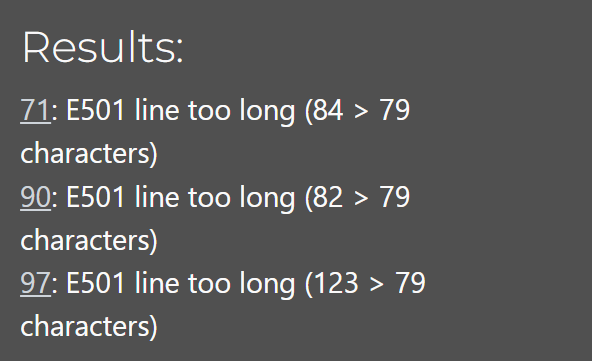 Results:
71: E501 line too long (84 > 79
characters)
90: E501 line too long (82 > 79
characters)
97: E501 line too long (123 > 79
characters)